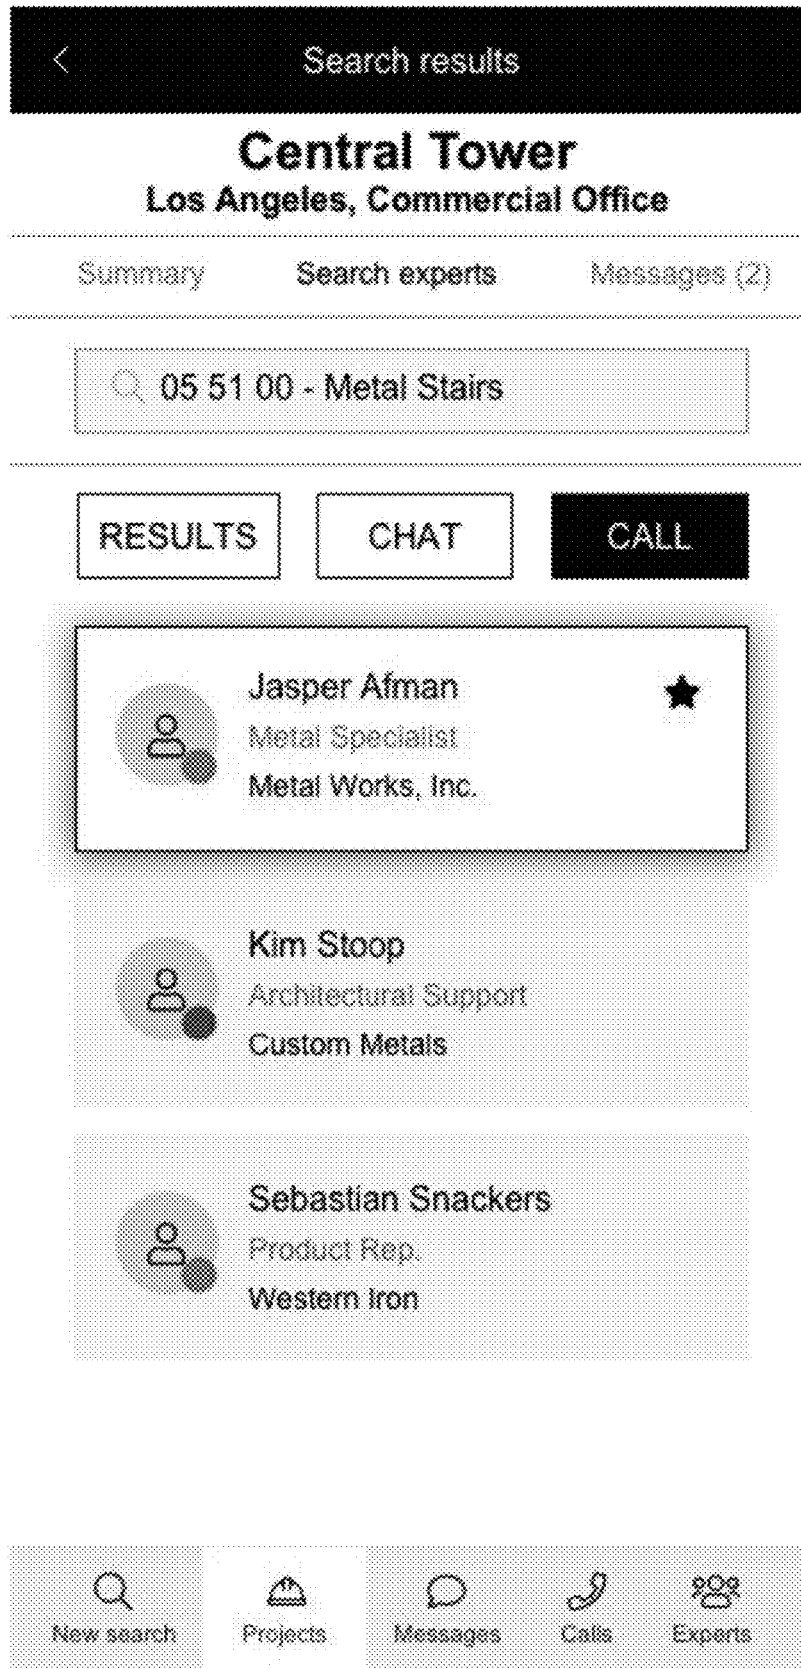 Search results
Central Tower
Los Angeles, Commercial Office
Summary Search experts Messages (2)
05 51 00 - Metal Stairs
RESULTS CHAT CALL
Jasper Afman
Metal Specialist
Metal Works, Inc.
Kim Stoop
Architectural Support
Custom Metals
Sebastian Snackers
Product Rep.
Western Iron
New search Projects Messages Calls Experts